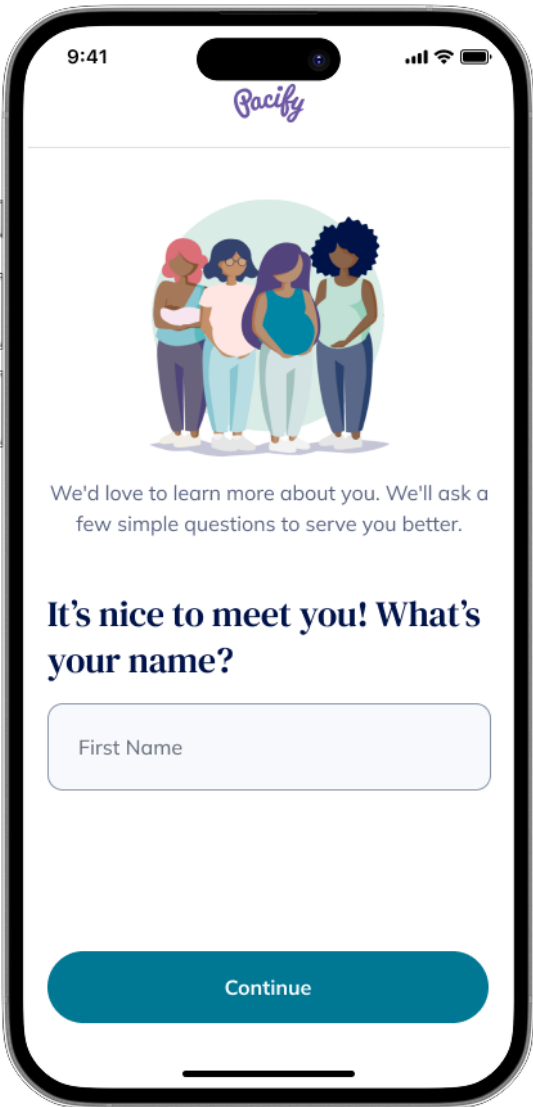 9:41
Pacify
We'd love to learn more about you. We'll ask a
few simple questions to serve you better.
It’s nice to meet you! What’s
your name?
First Name
Continue